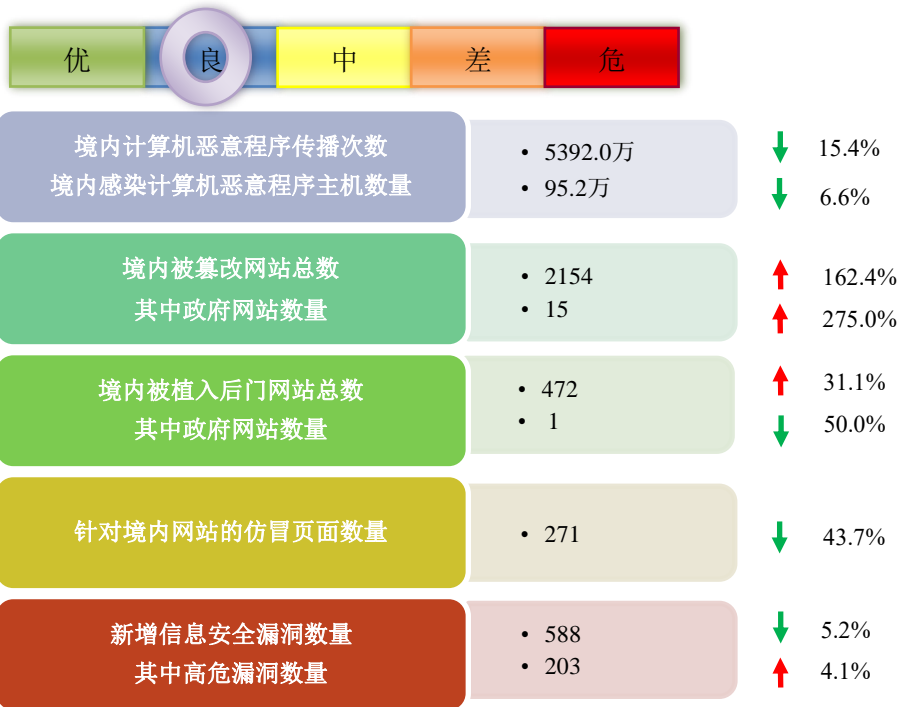 优 良 中 差 危
境内计算机恶意程序传播次数
境内感染计算机恶意程序主机数量
• 5392.0万
• 95.2万
15.4%
6.6%
境内被篡改网站总数
其中政府网站数量
• 2154
• 15
162.4%
275.0%
境内被植入后门网站总数
其中政府网站数量
• 472
• 1
31.1%
50.0%
针对境内网站的仿冒页面数量
• 271
43.7%
新增信息安全漏洞数量
其中高危漏洞数量
• 588
• 203
5.2%
4.1%